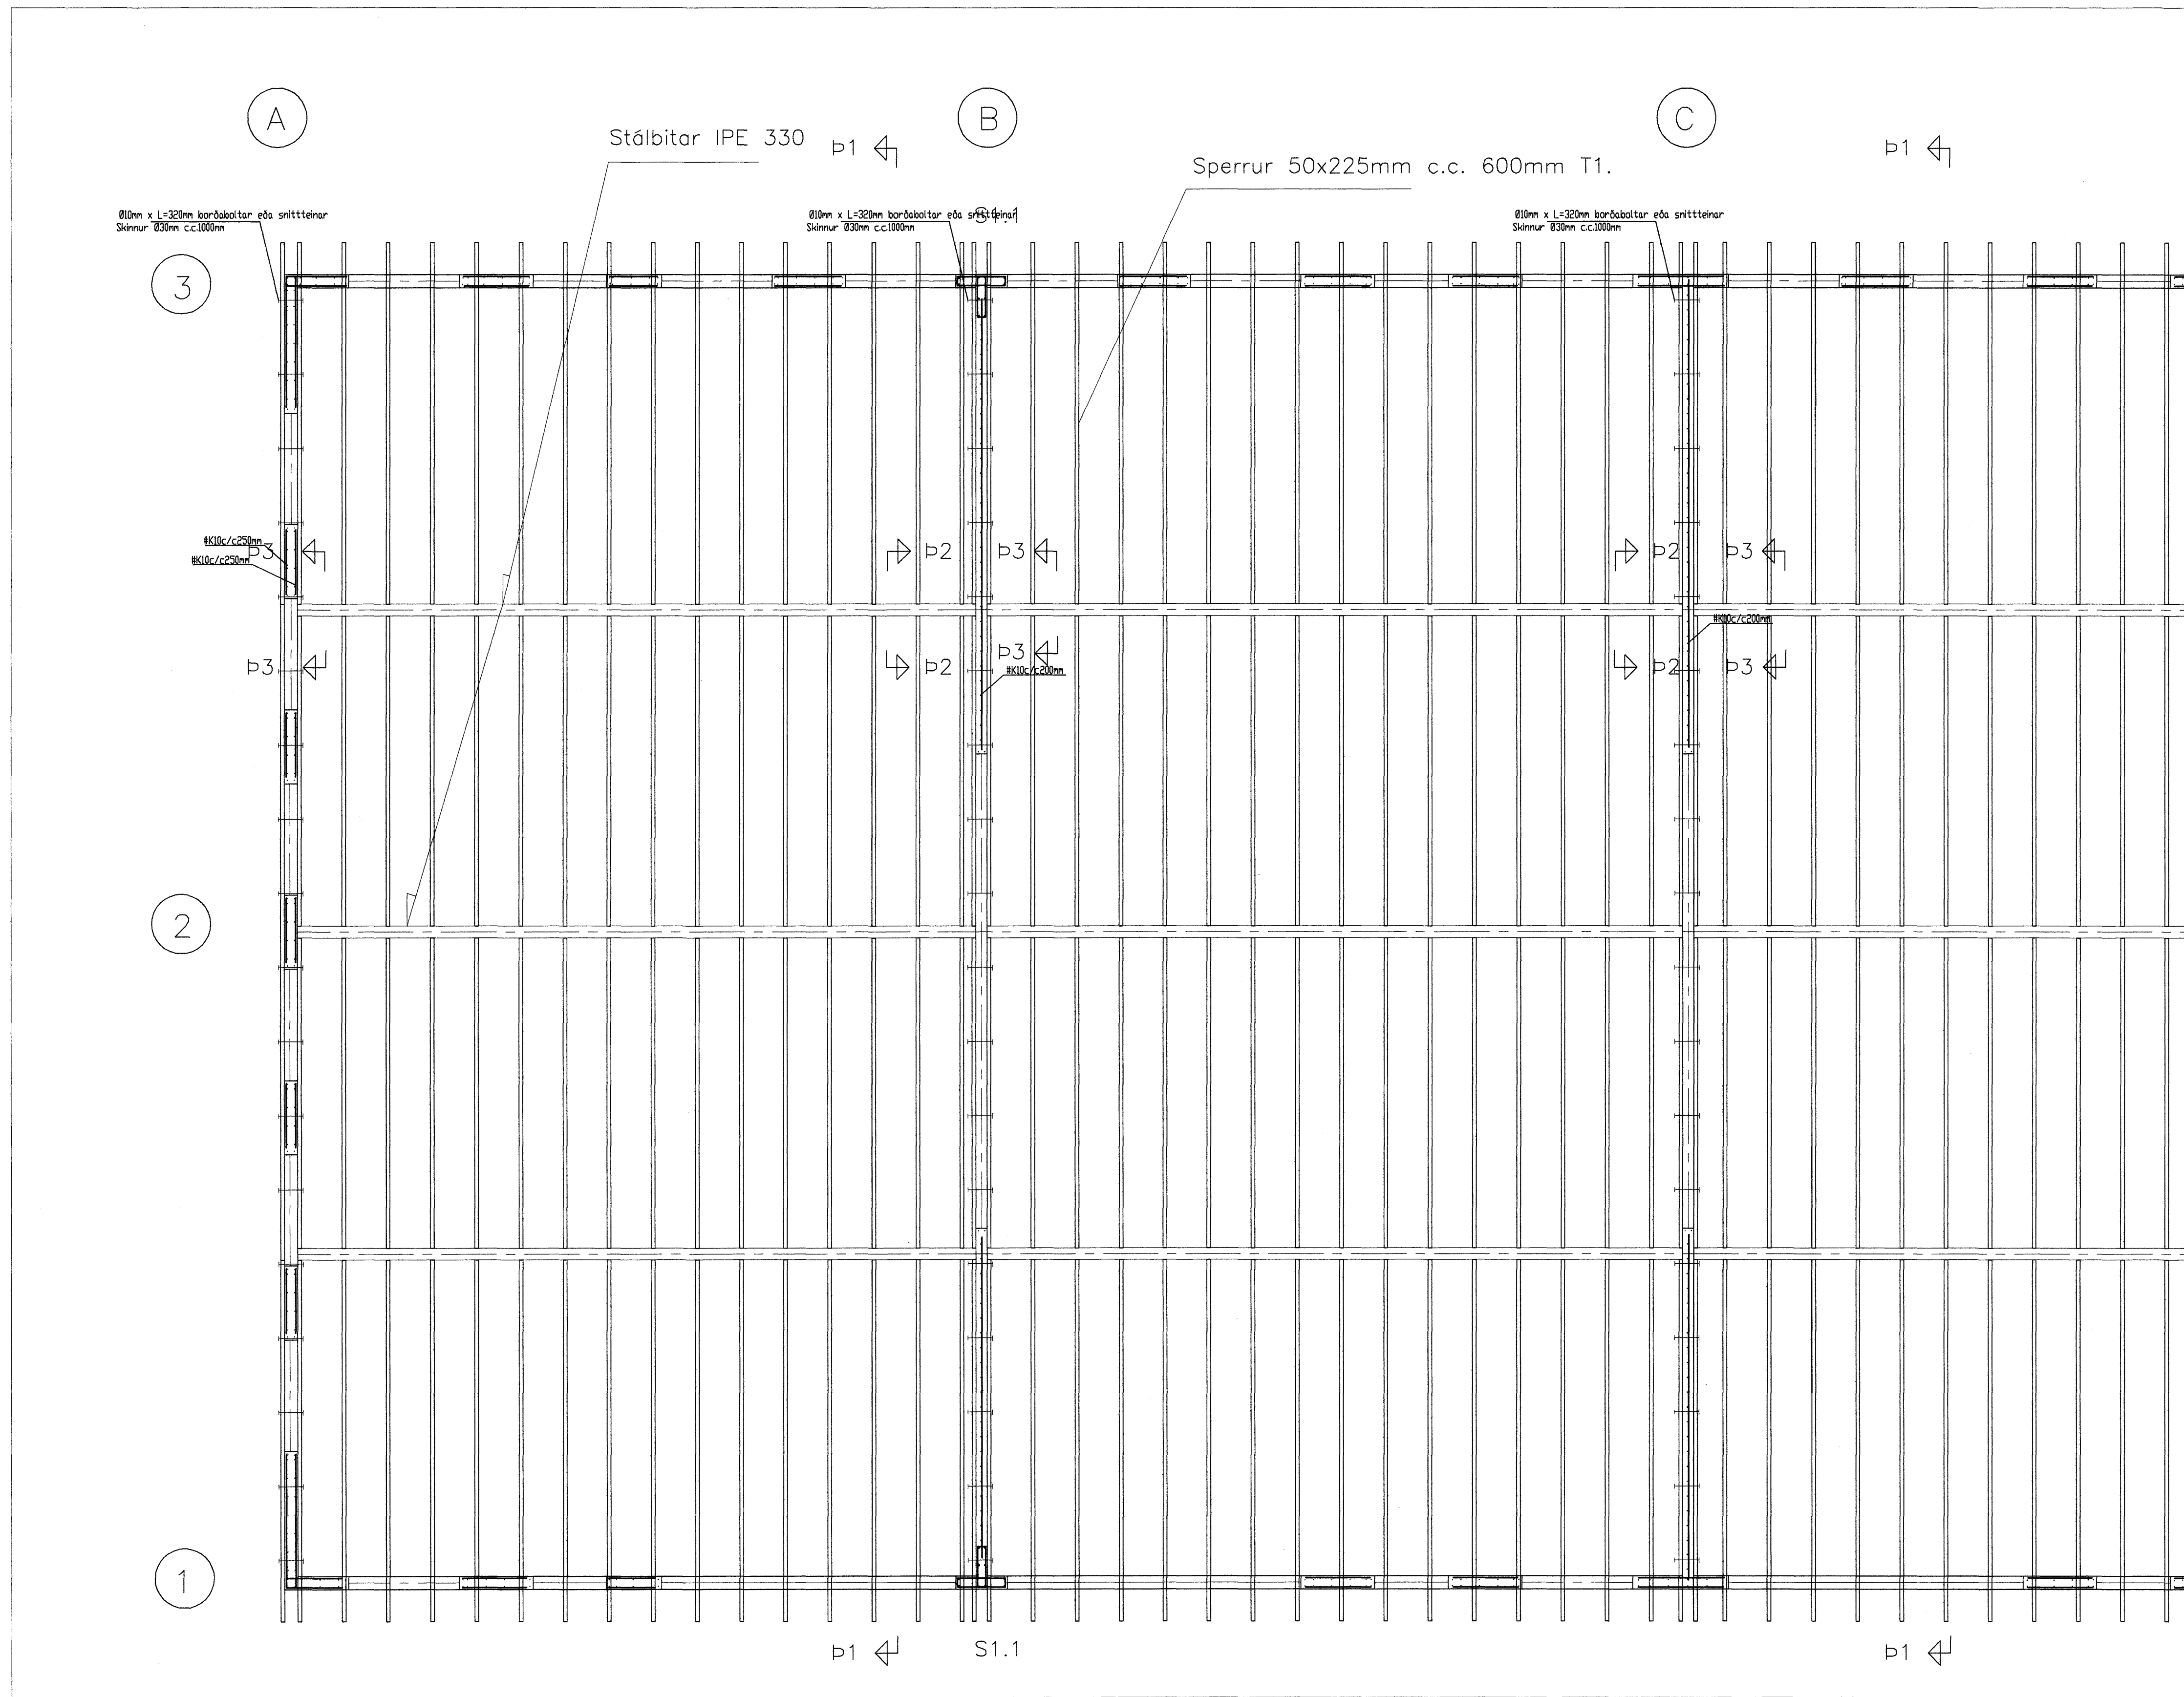 A
B
C
Stálbitar IPE 330
Þ1
Þ1
Sperrur 50x225mm c.c. 600mm T1.
Ø10mm x L=320mm borðaboltar eða snittteinar
Skinnur Ø30mm c.c.1000mm
Ø10mm x L=320mm borðaboltar eða snittteinar
Skinnur Ø30mm c.c.1000mm
S1.1
Ø10mm x L=320mm borðaboltar eða snittteinar
Skinnur Ø30mm c.c.1000mm
3
#K10c/c250mm
#K10c/c250mm
Þ3
Þ2
Þ3
Þ2
Þ3
#K10c/c200mm
Þ3
Þ2
Þ3
#K10c/c200mm
Þ2
Þ3
2
1
Þ1
S1.1
Þ1